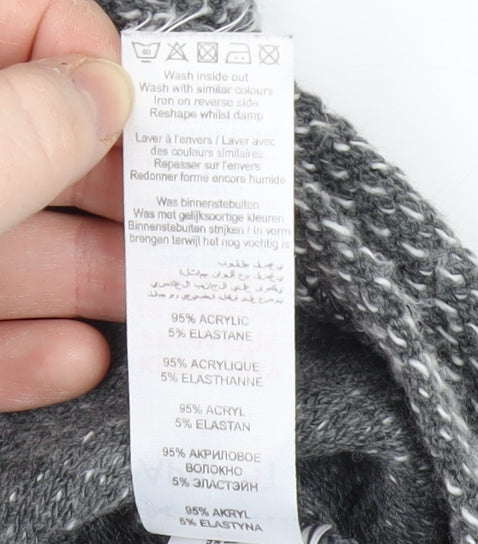 40
Wash inside out
Wash with similar colours
Iron on reverse side
Reshape whilst damp
Laver à l'envers / Laver avec
des couleurs similaires
Repasser sur l'envers
Redonner forme encore humide
Was binnenstebuiten
Was met gelijksoortige kleuren
Binnenstebuiten strijken / In vorm
brengen terwijl het nog vochtig is
95% ACRYLIC
5% ELASTANE
95% ACRYLIQUE
5% ELASTHANNE
95% ACRYL
5% ELASTAN
95% АКРИЛОВОЕ
ВОЛОКНО
5% ЭЛАСТЭЙН
95% AKRYL
5% ELASTYNA